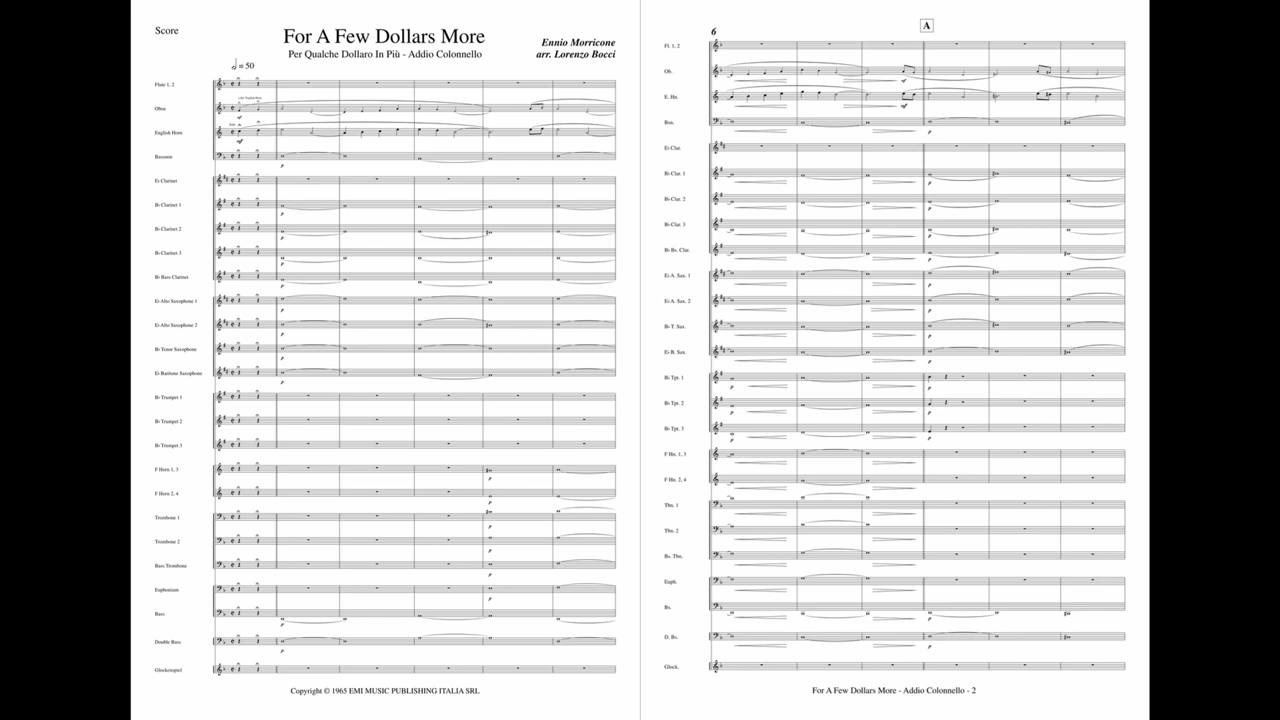 Score
For A Few Dollars More
Per Qualche Dollaro In Più - Addio Colonnello
Ennio Morricone
arr. Lorenzo Bocci
= 50
Flute 1, 2
Oboe
mf
English Horn
Solo
mf
Bassoon
p
E♭ Clarinet
B♭ Clarinet 1
p
B♭ Clarinet 2
p
B♭ Clarinet 3
p
B♭ Bass Clarinet
p
E♭ Alto Saxophone 1
p
E♭ Alto Saxophone 2
p
B♭ Tenor Saxophone
p
E♭ Baritone Saxophone
p
B♭ Trumpet 1
B♭ Trumpet 2
B♭ Trumpet 3
F Horn 1, 3
p
F Horn 2, 4
p
Trombone 1
p
Trombone 2
p
Bass Trombone
p
Euphonium
p
Bass
p
Double Bass
p
Glockenspiel
Copyright © 1965 EMI MUSIC PUBLISHING ITALIA SRL
6
A
Fl. 1, 2
Ob.
mf
E. Hn.
mf
Bsn.
p
E♭ Clar.
B♭ Clar. 1
p
B♭ Clar. 2
p
B♭ Clar. 3
p
B♭ Bs. Clar.
p
E♭ A. Sax. 1
p
E♭ A. Sax. 2
p
B♭ T. Sax.
p
E♭ B. Sax.
p
B♭ Tpt. 1
p
p
B♭ Tpt. 2
p
p
B♭ Tpt. 3
p
p
F Hn. 1, 3
F Hn. 2, 4
Tbn. 1
Tbn. 2
Bs. Tbn.
Euph.
p
Bs.
p
D. Bs.
p
Glock.
For A Few Dollars More - Addio Colonnello - 2